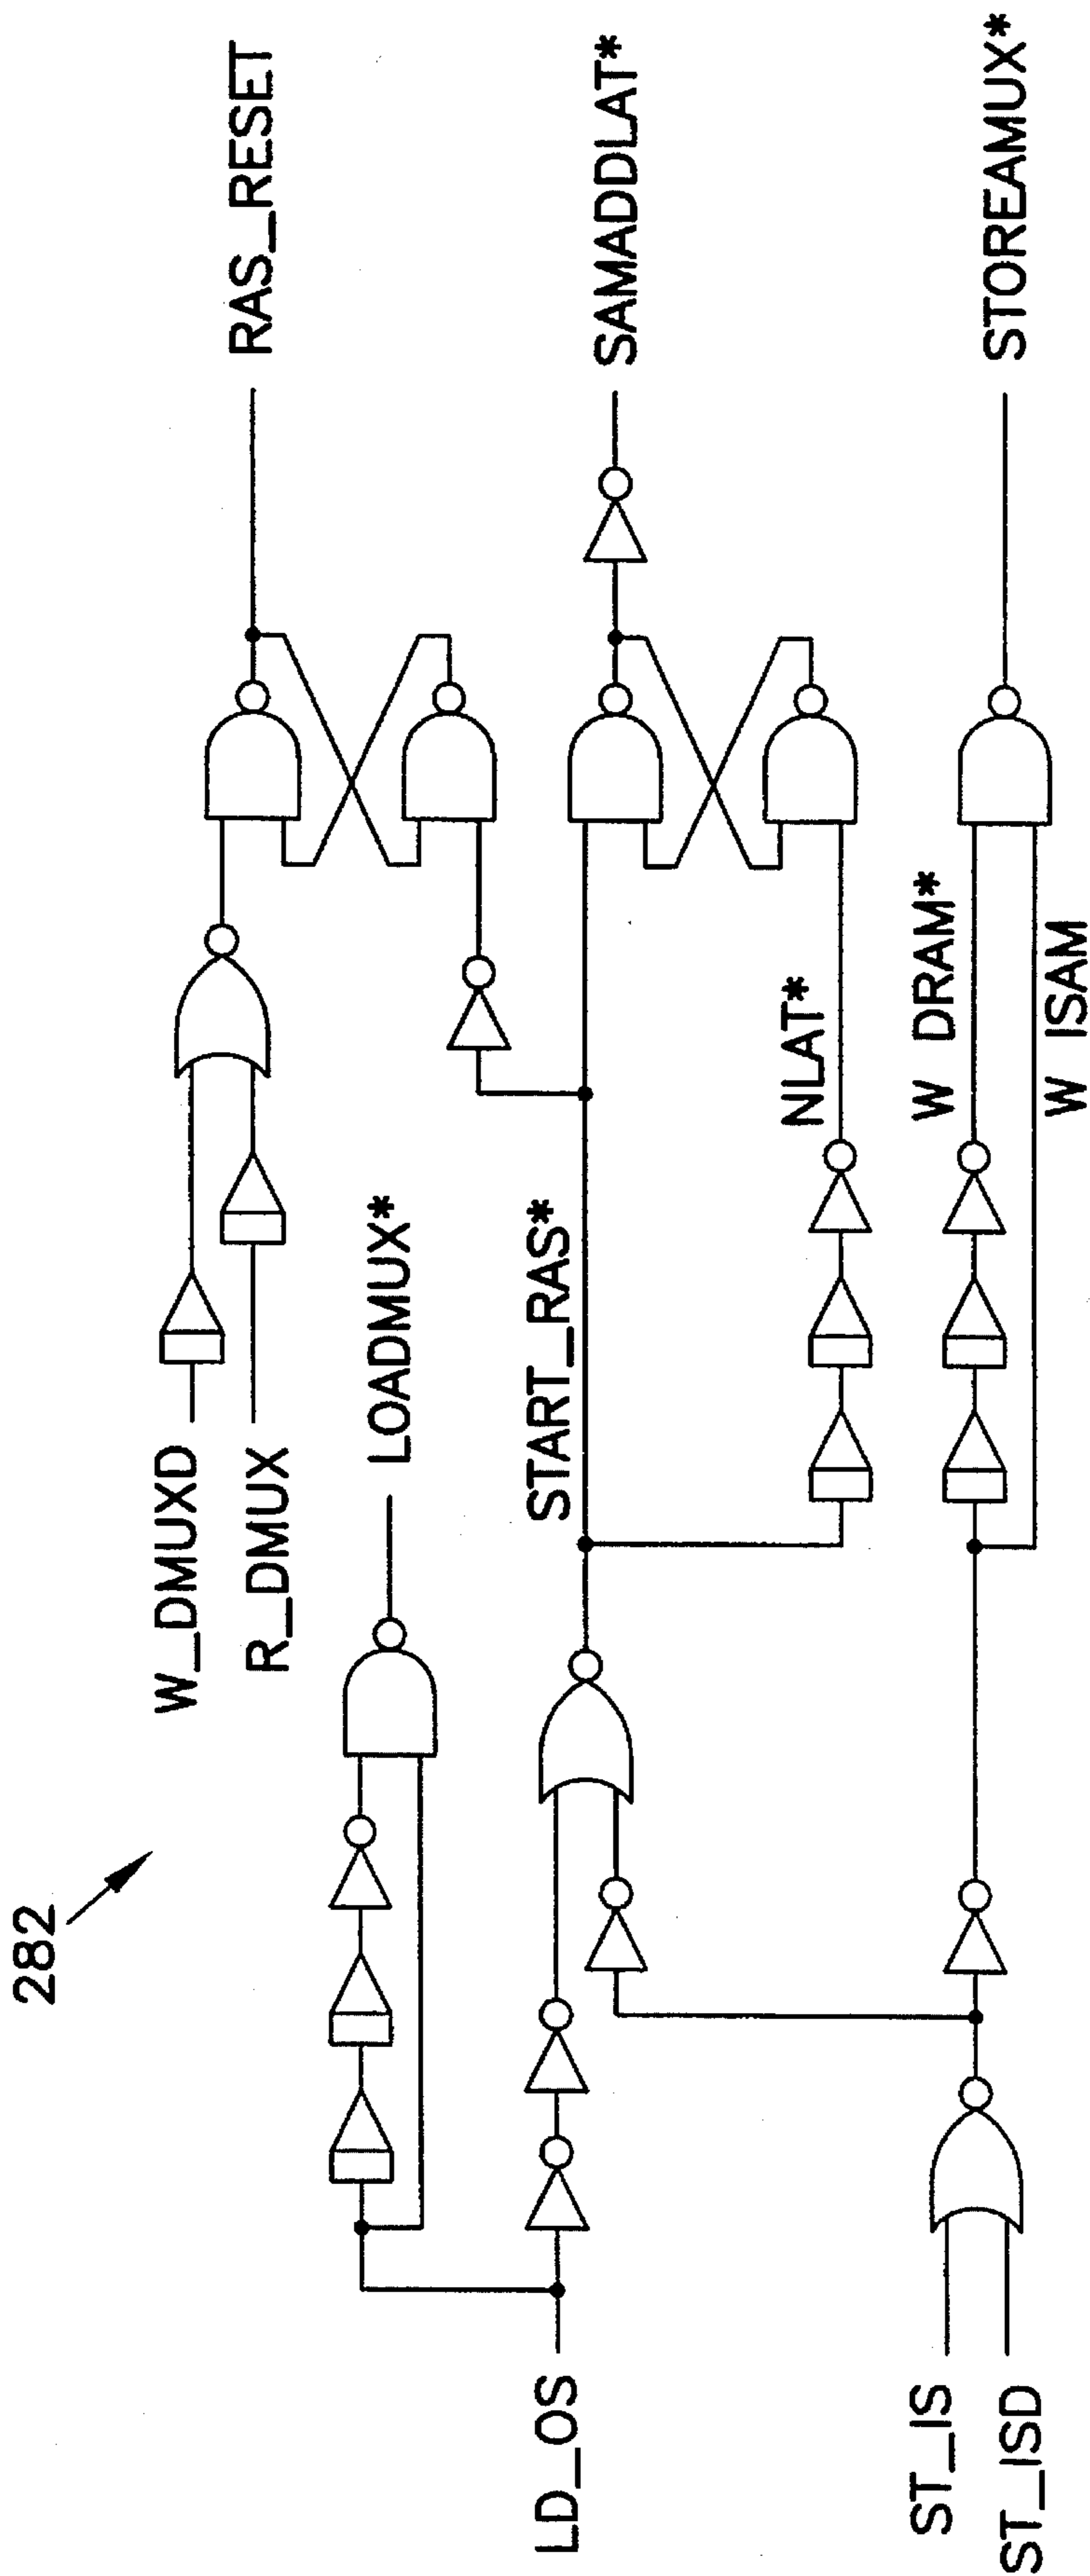 282
W_DMUXD
R_DMUX
RAS_RESET
LOADMUX*
LD_OS
START_RAS*
SAMADDLAT*
NLAT*
ST_IS
ST_ISD
W DRAM*
W ISAM
STOREAMUX*